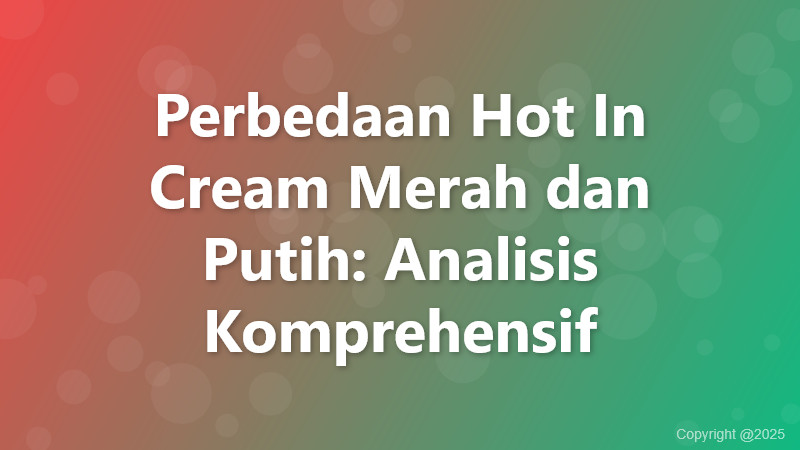 Perbedaan Hot In
Cream Merah dan
Putih: Analisis
Komprehensif
Copyright @2025